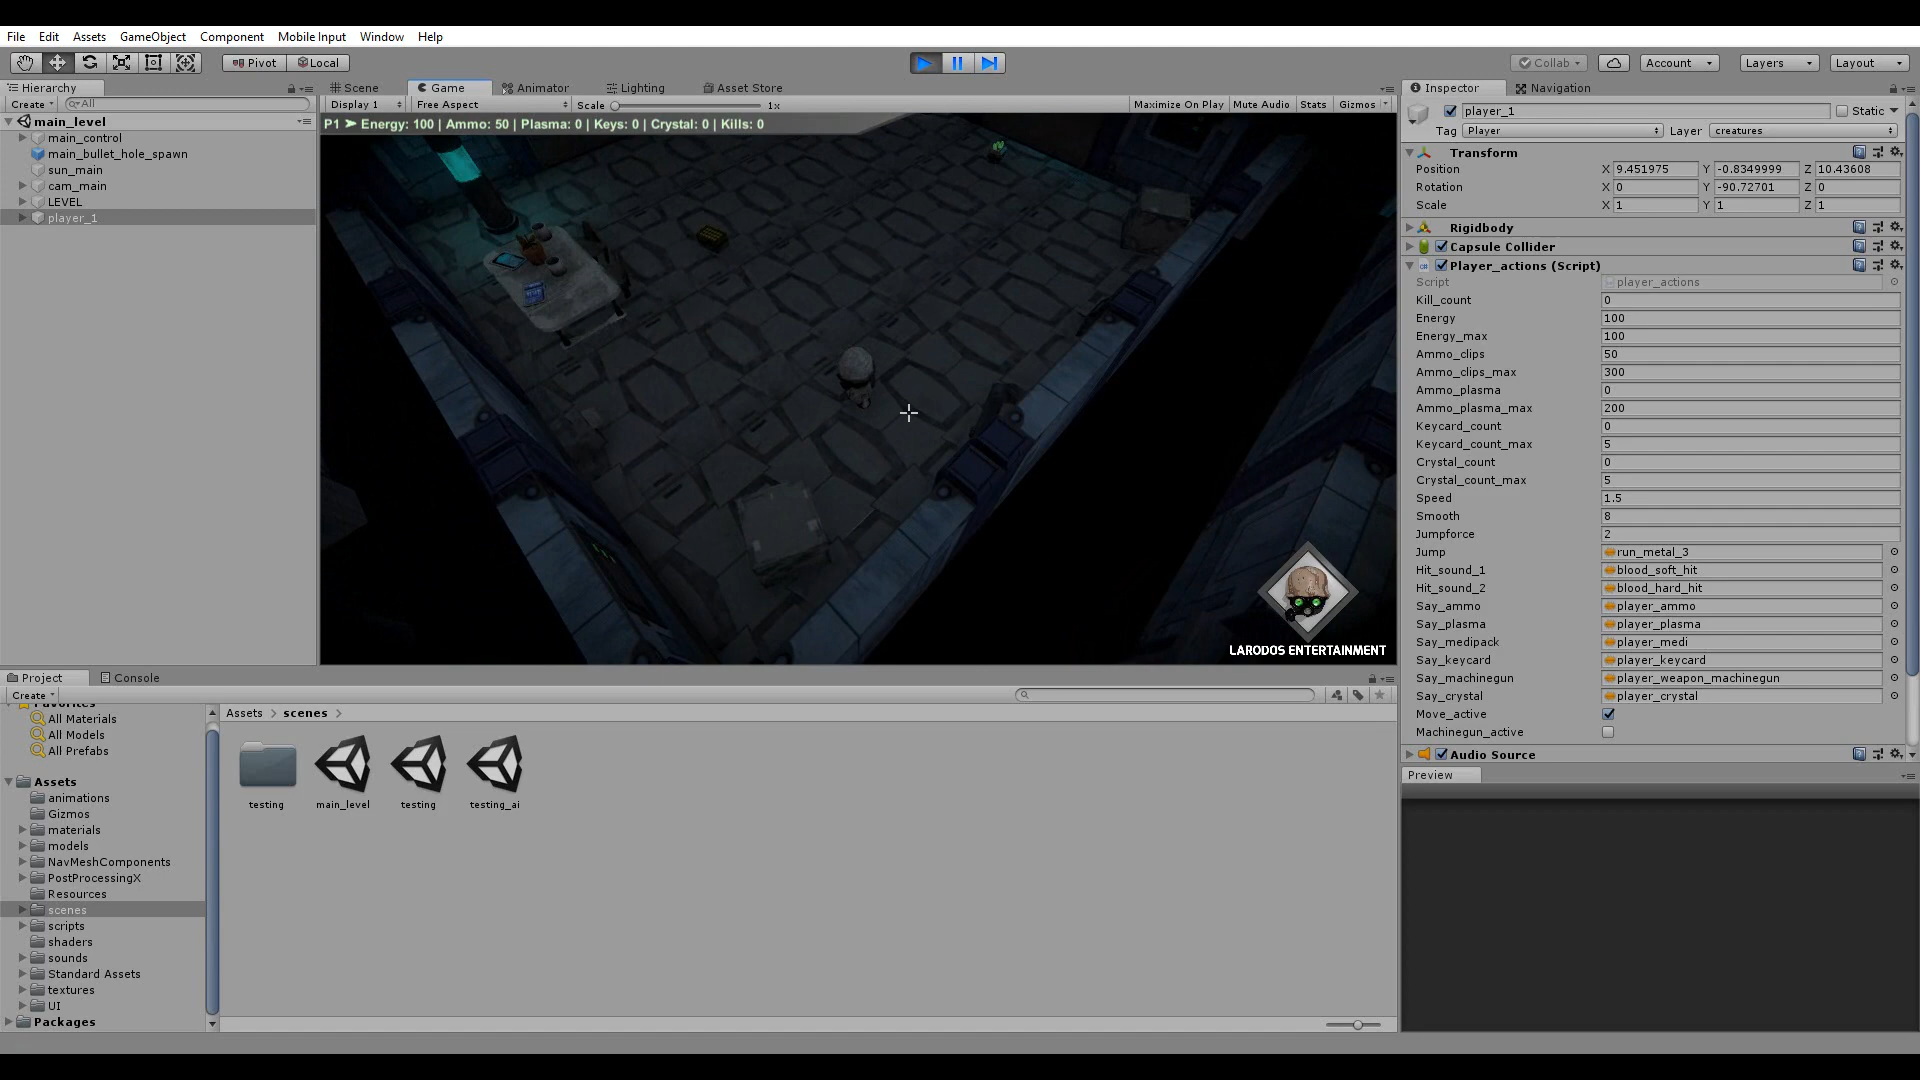 File Edit Assets GameObject Component Mobile Input Window Help
Pivot Local Collab Account Layers Layout
Hierarchy Scene Game Animator Lighting Asset Store Inspector Navigation
Create All Display 1 Free Aspect Scale 1x Maximize On Play Mute Audio Stats Gizmos
main_level
main_control
main_bullet_hole_spawn
sun_main
cam_main
LEVEL
player_1
P1 ➤ Energy: 100 | Ammo: 50 | Plasma: 0 | Keys: 0 | Crystal: 0 | Kills: 0
LARODOS ENTERTAINMENT
player_1 Static
Tag Player Layer creatures
Transform
Position X 9.451975 Y -0.8349999 Z 10.43608
Rotation X 0 Y -90.72701 Z 0
Scale X 1 Y 1 Z 1
Rigidbody
Capsule Collider
Player_actions (Script)
Script player_actions
Kill_count 0
Energy 100
Energy_max 100
Ammo_clips 50
Ammo_clips_max 300
Ammo_plasma 0
Ammo_plasma_max 200
Keycard_count 0
Keycard_count_max 5
Crystal_count 0
Crystal_count_max 5
Speed 1.5
Smooth 8
Jumpforce 2
Jump run_metal_3
Hit_sound_1 blood_soft_hit
Hit_sound_2 blood_hard_hit
Say_ammo player_ammo
Say_plasma player_plasma
Say_medipack player_medi
Say_keycard player_keycard
Say_machinegun player_weapon_machinegun
Say_crystal player_crystal
Move_active
Machinegun_active
Audio Source
Preview
Project Console
Create
Favorites
All Materials
All Models
All Prefabs
Assets
animations
Gizmos
materials
models
NavMeshComponents
PostProcessingX
Resources
scenes
scripts
shaders
sounds
Standard Assets
textures
UI
Packages
Assets > scenes >
testing main_level testing testing_ai